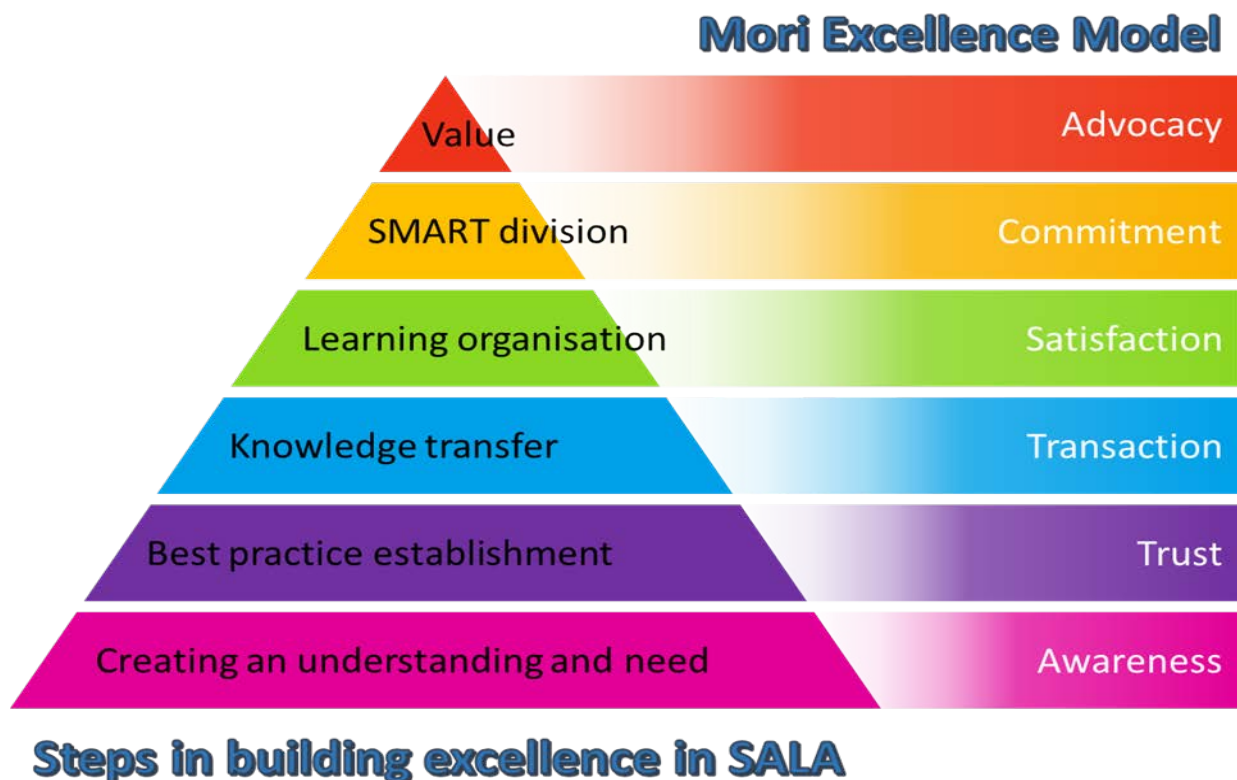 Mori Excellence Model
Value
Advocacy
SMART division
Commitment
Learning organisation
Satisfaction
Knowledge transfer
Transaction
Best practice establishment
Trust
Creating an understanding and need
Awareness
Steps in building excellence in SALA